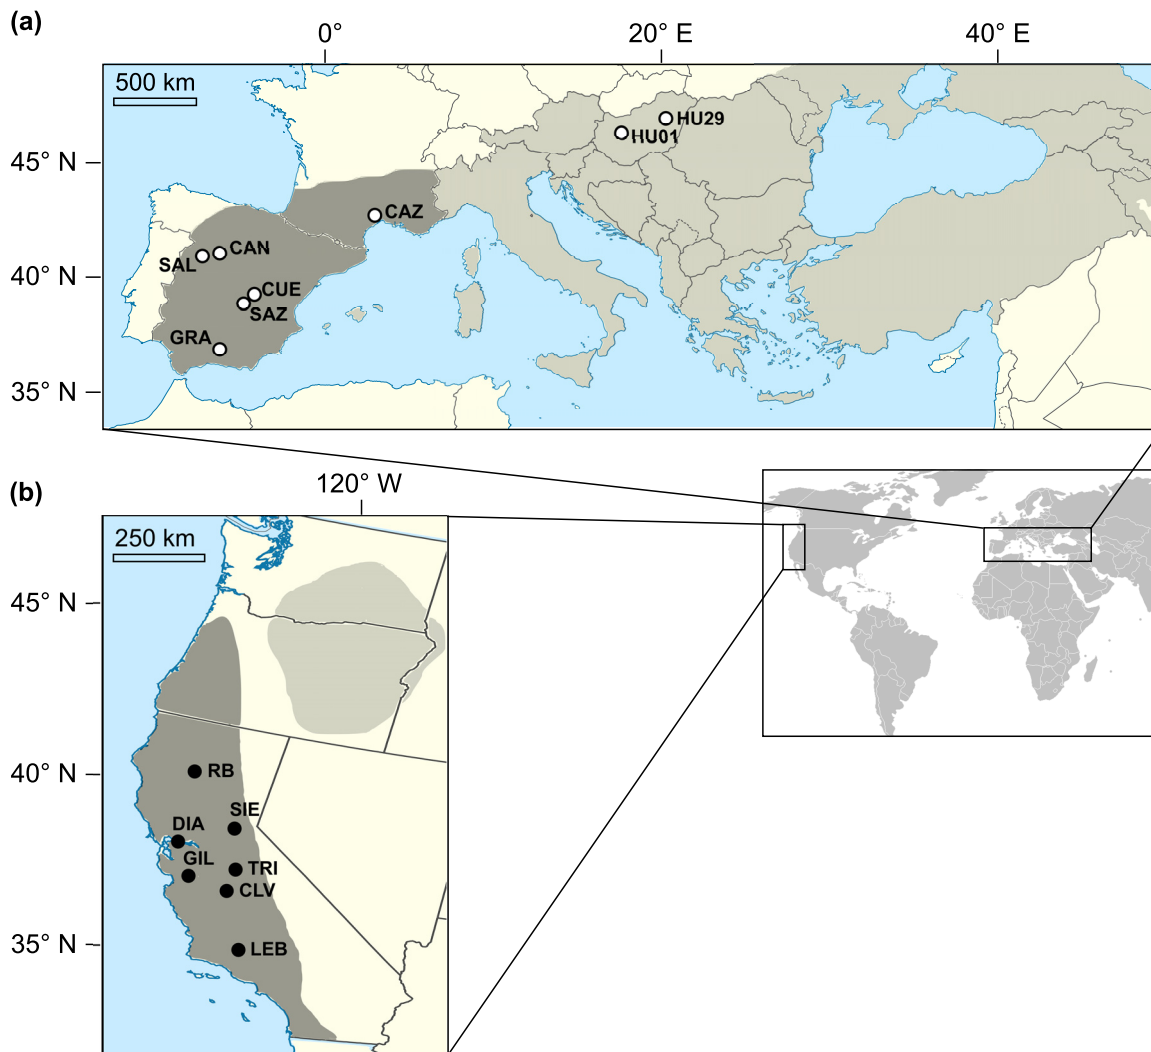 (a)
0° 20° E 40° E
500 km
45° N
40° N
35° N
HU29
HU01
CAZ
CAN
SAL
CUE
SAZ
GRA
(b)
120° W
250 km
45° N
40° N
35° N
RB
SIE
DIA
GIL
TRI
CLV
LEB